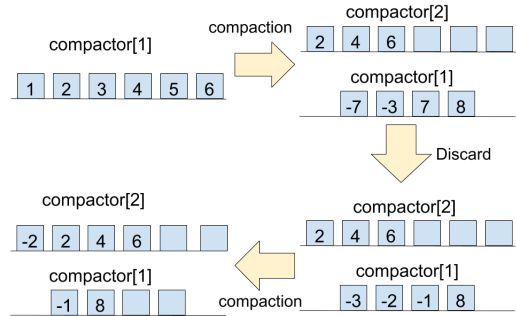 compactor[1]
1 2 3 4 5 6
compaction
compactor[2]
2 4 6
compactor[1]
-7 -3 7 8
Discard
compactor[2]
2 4 6
compactor[1]
-3 -2 -1 8
compaction
compactor[2]
-2 2 4 6
compactor[1]
-1 8